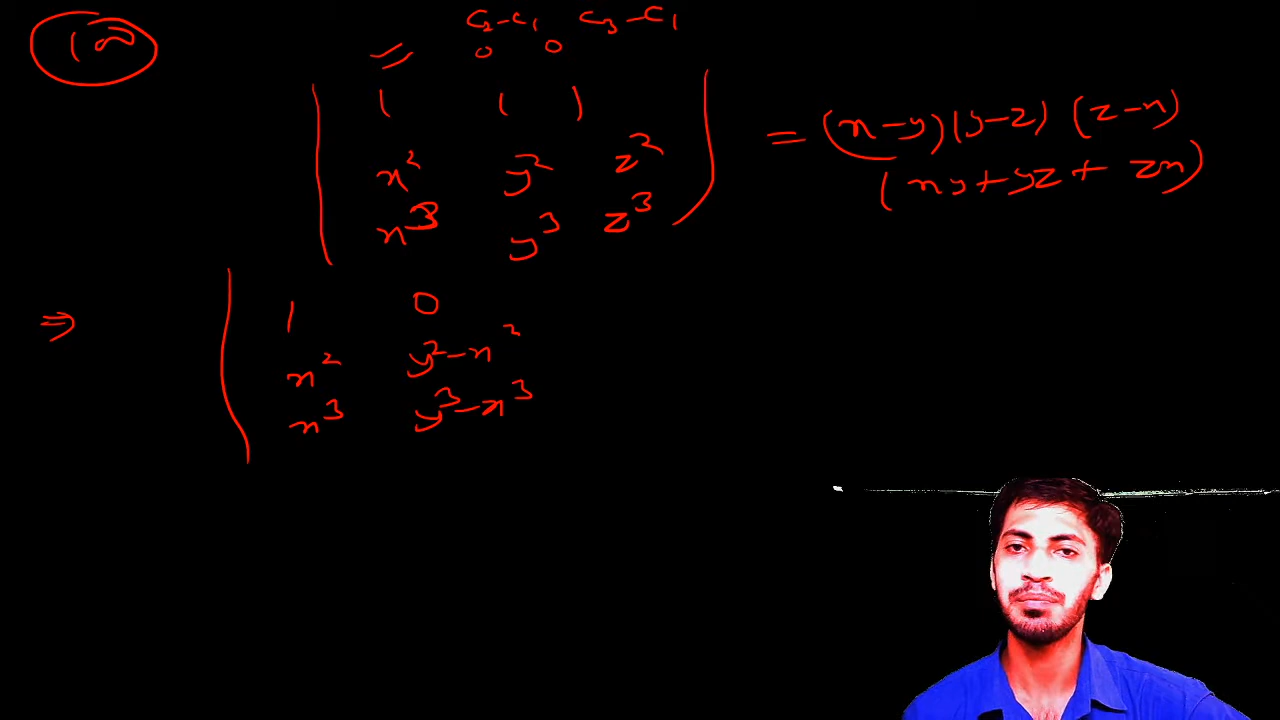 C₂-C₁ C₃-C₁
= 0 0
| 1 1 1 | = (x-y)(y-z)(z-x)
| x² y² z² | (xy+yz+zx)
| x³ y³ z³ |
⇒ | 1 0
| x² y²-x²
| x³ y³-x³